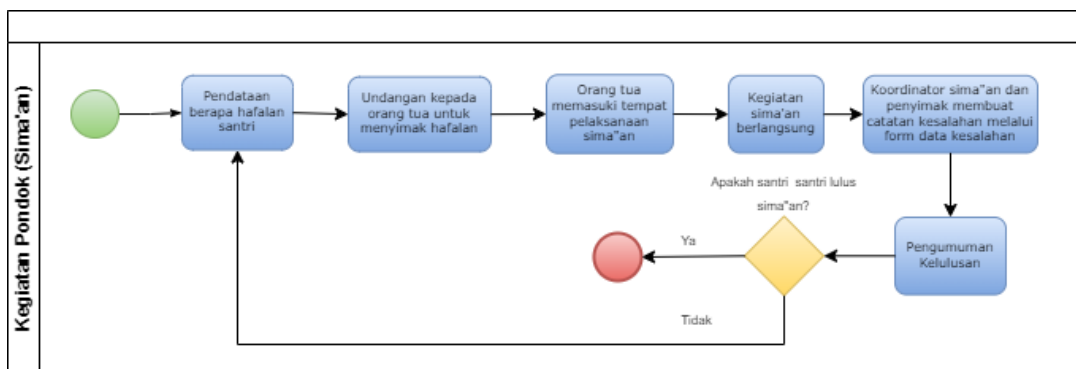 Kegiatan Pondok (Sima'an)
Pendataan
berapa hafalan
santri
Undangan kepada
orang tua untuk
menyimak hafalan
Orang tua
memasuki tempat
pelaksanaan
sima"an
Kegiatan
sima'an
berlangsung
Koordinator sima"an dan
penyimak membuat
catatan kesalahan melalui
form data kesalahan
Pengumuman
Kelulusan
Apakah santri santri lulus
sima"an?
Ya
Tidak